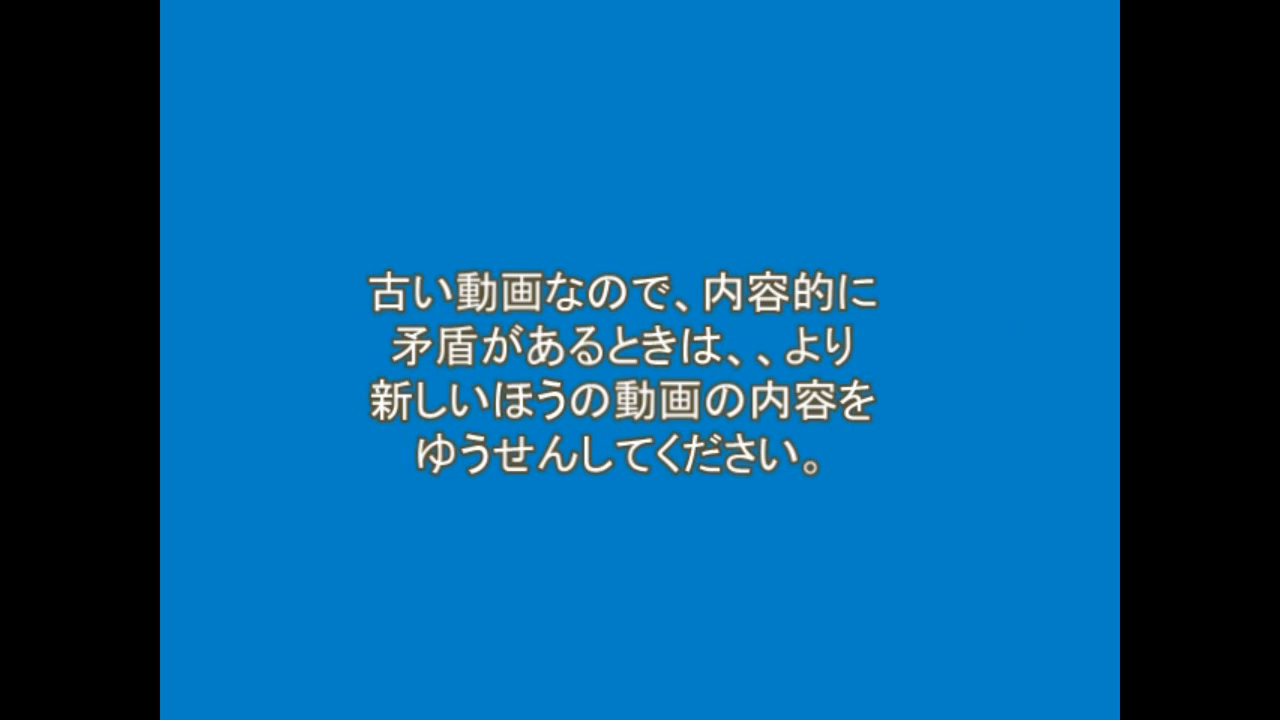 古い動画なので、内容的に
矛盾があるときは、、より
新しいほうの動画の内容を
ゆうせんしてください。